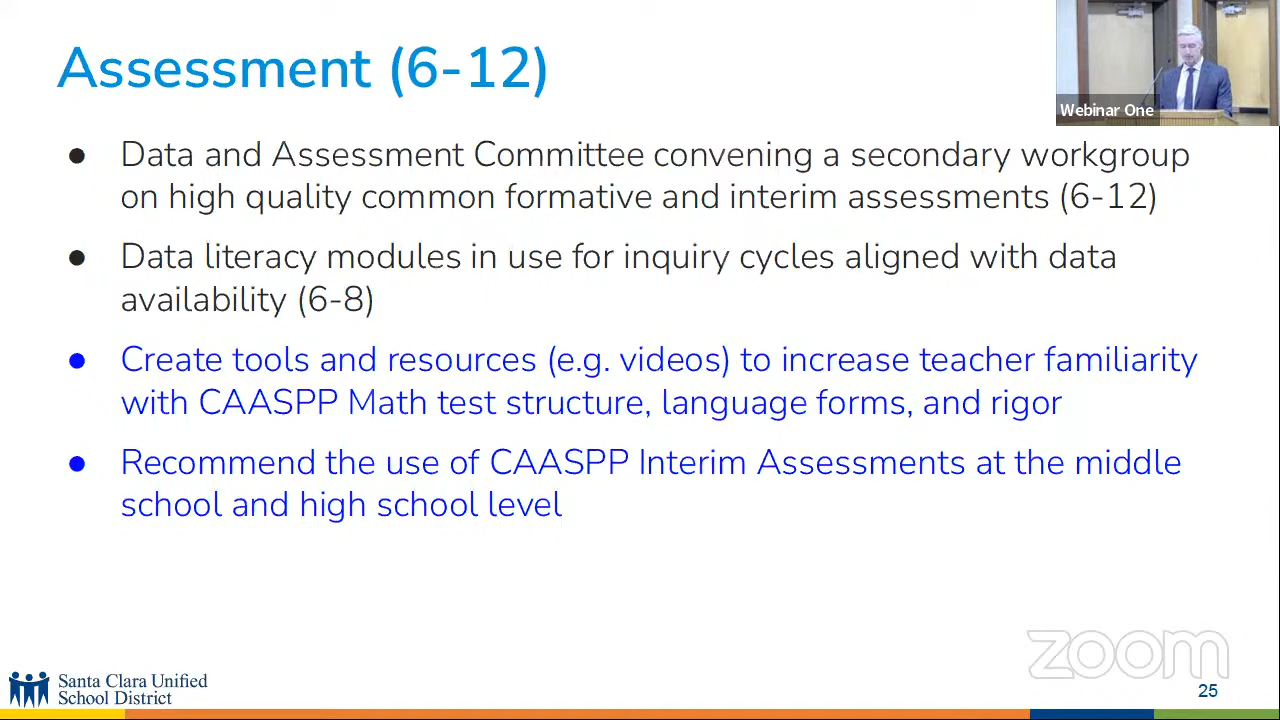 Assessment (6-12)
Webinar One
● Data and Assessment Committee convening a secondary workgroup
on high quality common formative and interim assessments (6-12)
● Data literacy modules in use for inquiry cycles aligned with data
availability (6-8)
● Create tools and resources (e.g. videos) to increase teacher familiarity
with CAASPP Math test structure, language forms, and rigor
● Recommend the use of CAASPP Interim Assessments at the middle
school and high school level
zoom
Santa Clara Unified
School District
25